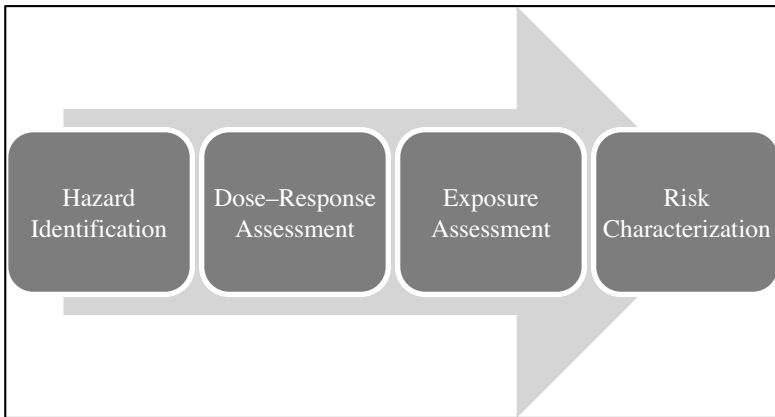 Hazard
Identification
Dose–Response
Assessment
Exposure
Assessment
Risk
Characterization